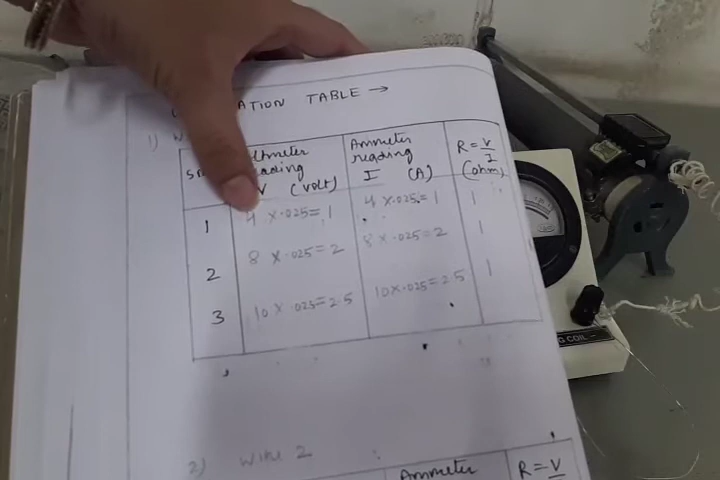 ATION TABLE →
1)
Ammeter
reading reading
V (volt) I (A) R = V/I (ohm)
1 4 × .025 = 1 4 × .025 = 1 1
2 8 × .025 = 2 8 × .025 = 2 1
3 10 × .025 = 2.5 10 × .025 = 2.5 1
2) Wire 2
Ammeter R = V
G COIL